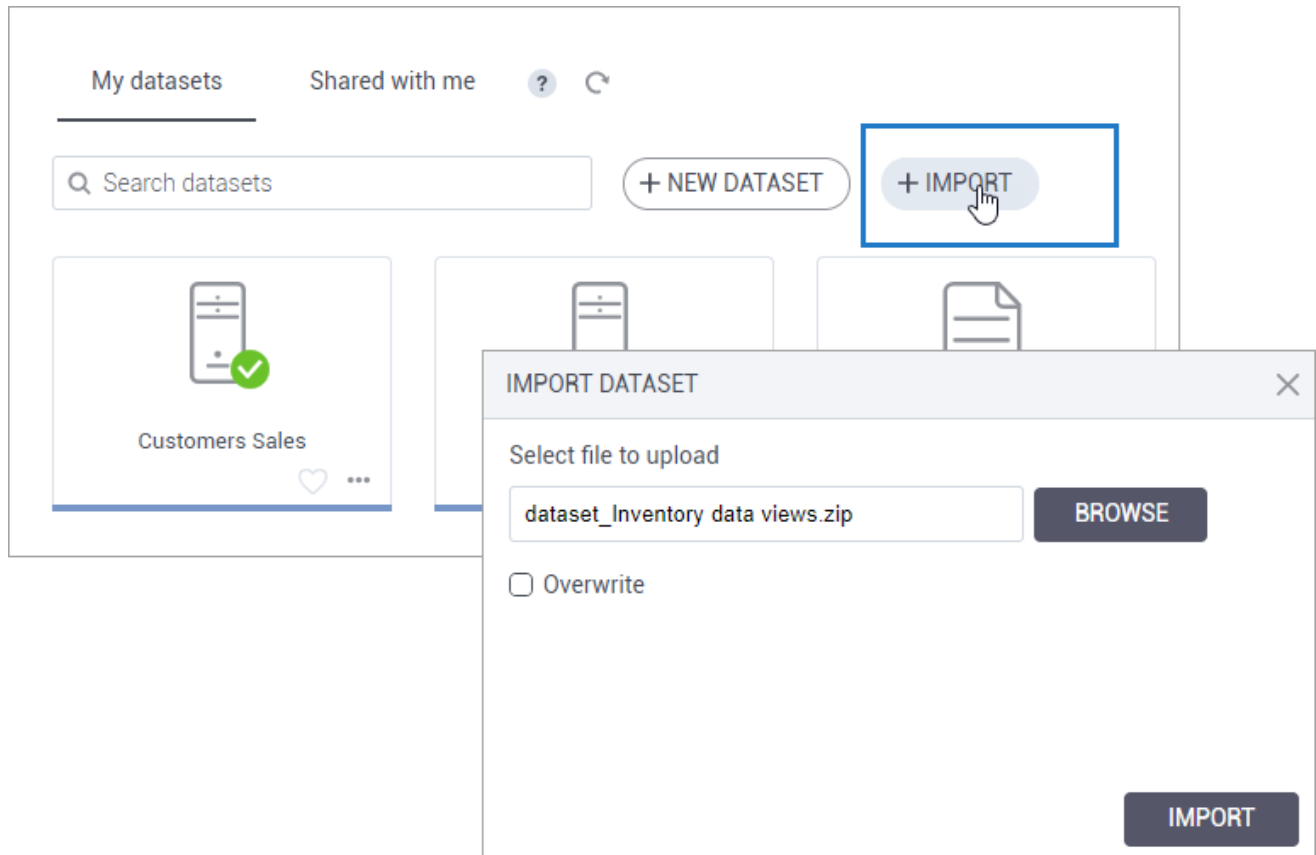 My datasets Shared with me ?
Search datasets + NEW DATASET + IMPORT
Customers Sales
IMPORT DATASET
Select file to upload
dataset_Inventory data views.zip BROWSE
Overwrite
IMPORT